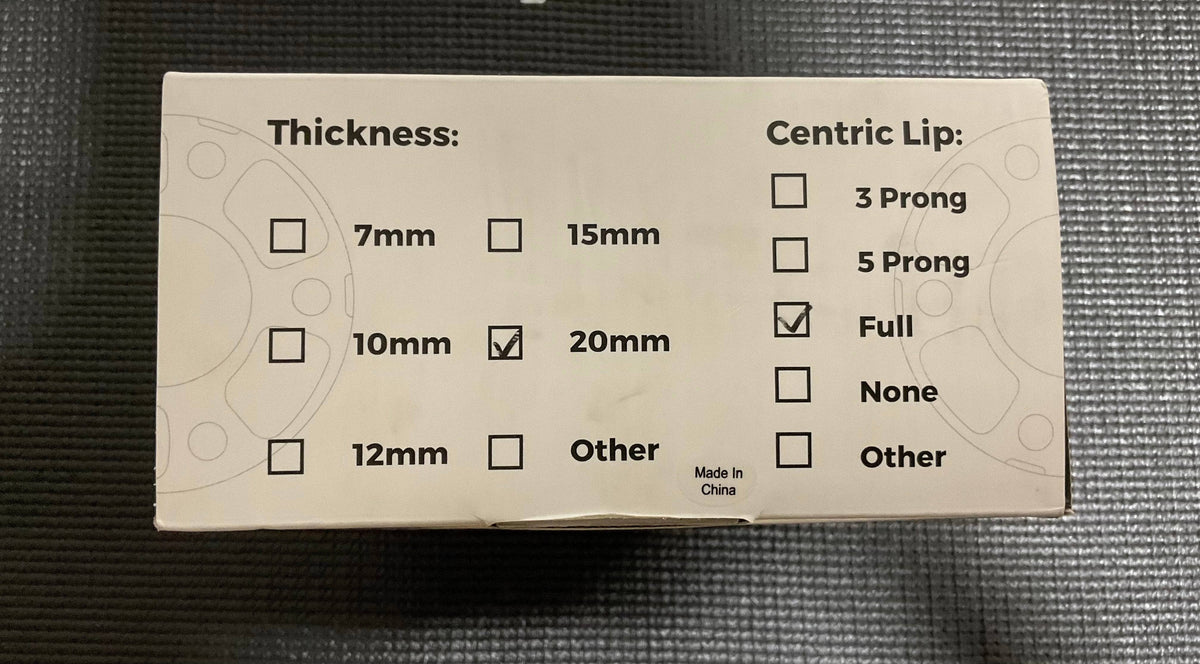 Thickness:
7mm
15mm
10mm
20mm
12mm
Other
Centric Lip:
3 Prong
5 Prong
Full
None
Other
Made In
China